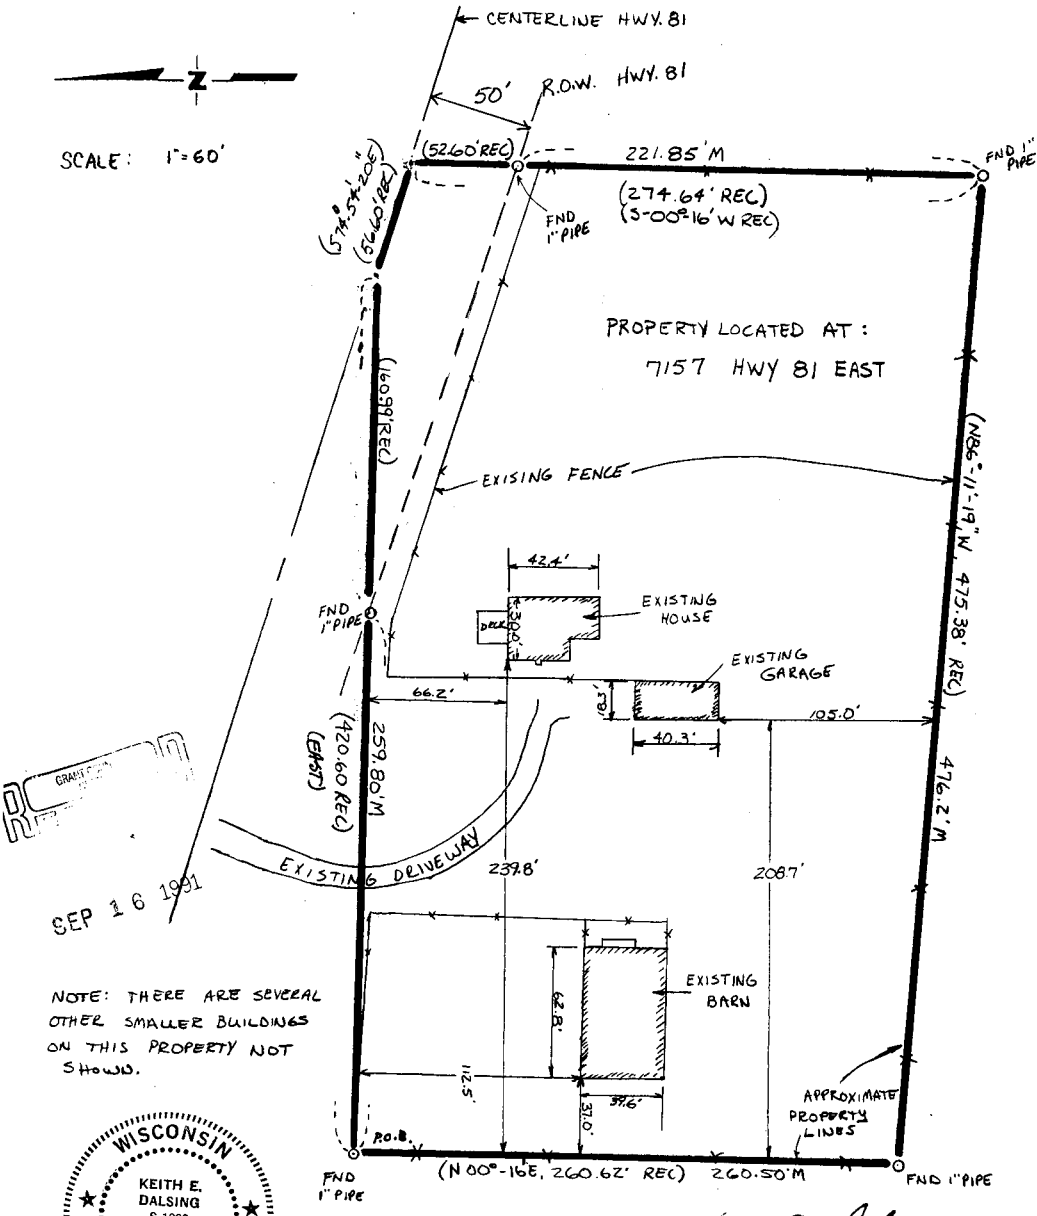 CENTERLINE HWY. 81
R.O.W. HWY. 81
50'
Z
SCALE: 1"=60'
(52.60' REC)
221.85' M
FND 1"
PIPE
(274.64' REC)
(S-00°-16' W REC)
FND
1" PIPE
(S74°-54'-20"E)
(56.60' REC)
PROPERTY LOCATED AT:
7157 HWY 81 EAST
(160.99' REC)
EXISING FENCE
(N86°-11'-19" W, 475.38' REC)
42.4'
EXISTING
HOUSE
DECK
30.0'
FND
1" PIPE
EXISTING
GARAGE
66.2'
18.3'
105.0'
40.3'
259.80' M
(420.60 REC)
(EAST)
476.2' M
GRANT
SEP 16 1991
EXISTING DRIVEWAY
239.8'
208.7'
NOTE: THERE ARE SEVERAL
OTHER SMALLER BUILDINGS
ON THIS PROPERTY NOT
SHOWN.
EXISTING
BARN
62.8'
112.5'
39.6'
37.0'
APPROXIMATE
PROPERTY
LINES
P.O.B.
FND
1" PIPE
(N 00°-16E, 260.62' REC) 260.50' M
FND 1" PIPE
WISCONSIN
KEITH E.
DALSING